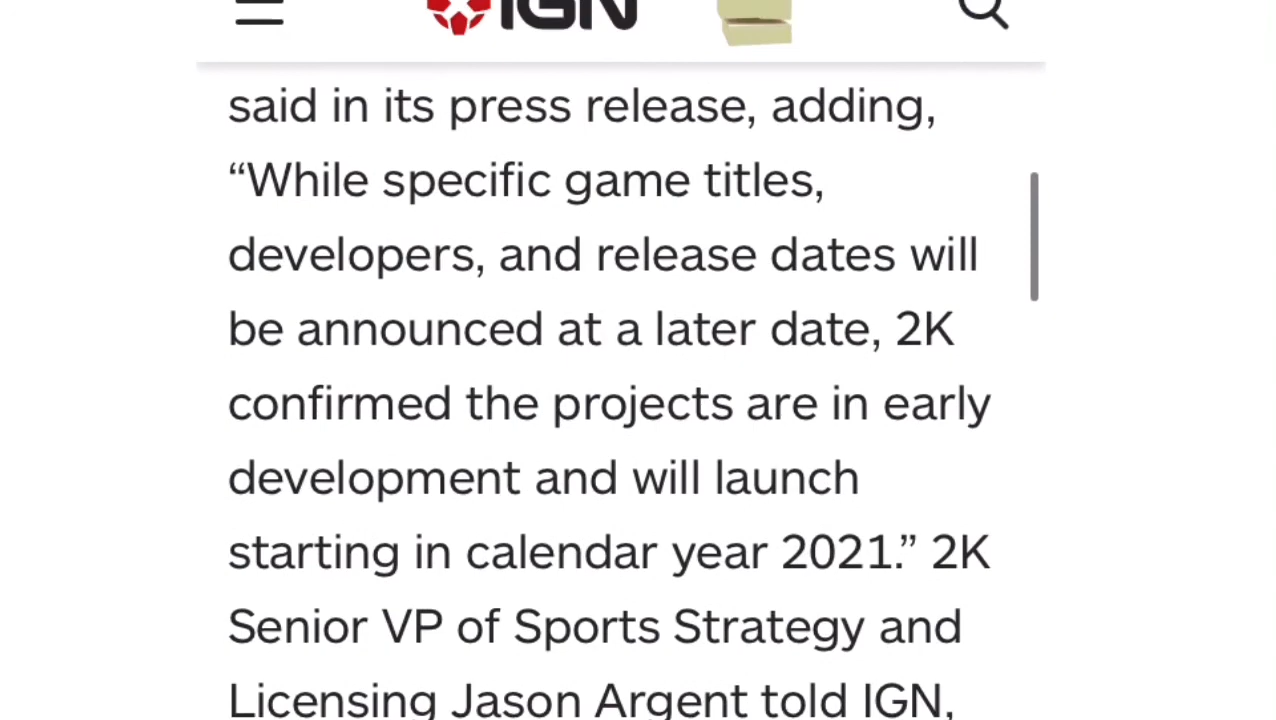 IGN
said in its press release, adding,
“While specific game titles,
developers, and release dates will
be announced at a later date, 2K
confirmed the projects are in early
development and will launch
starting in calendar year 2021.” 2K
Senior VP of Sports Strategy and
Licensing Jason Argent told IGN,